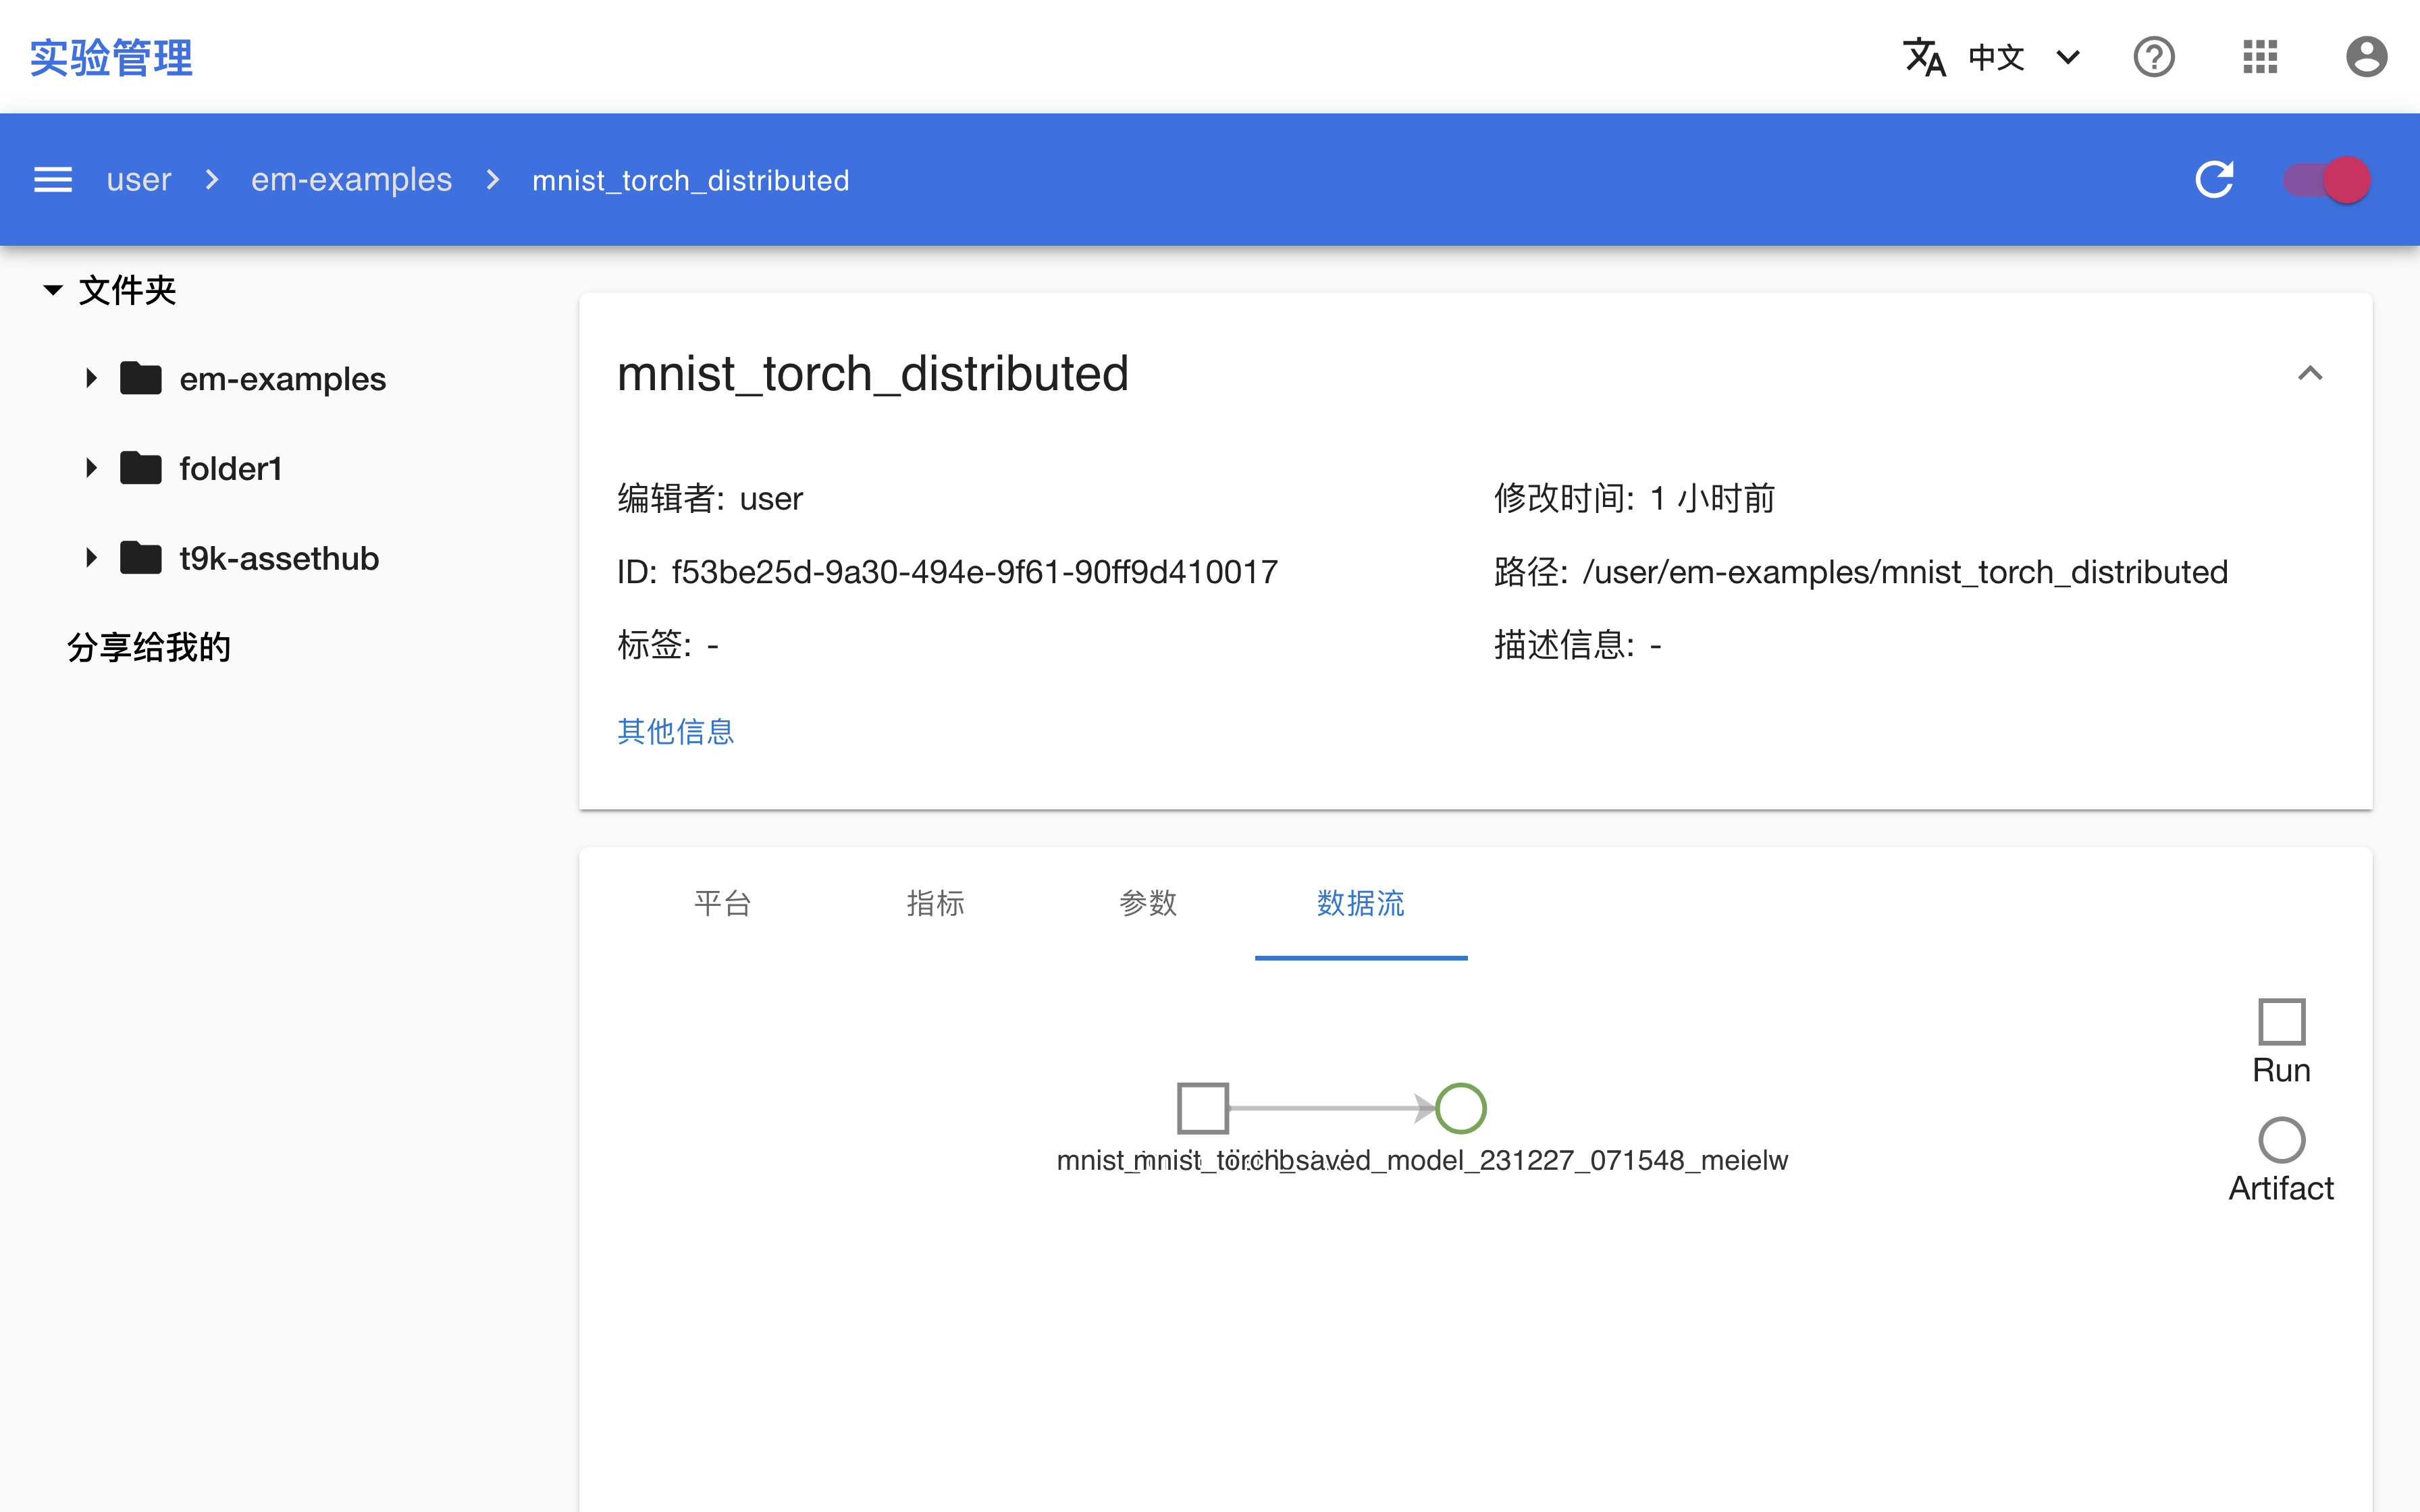 实验管理
中文
user > em-examples > mnist_torch_distributed
文件夹
em-examples
folder1
t9k-assethub
分享给我的
mnist_torch_distributed
编辑者: user
修改时间: 1 小时前
ID: f53be25d-9a30-494e-9f61-90ff9d410017
路径: /user/em-examples/mnist_torch_distributed
标签: -
描述信息: -
其他信息
平台 指标 参数 数据流
Run
mnist_torch_saved_model_231227_071548_meielw
Artifact